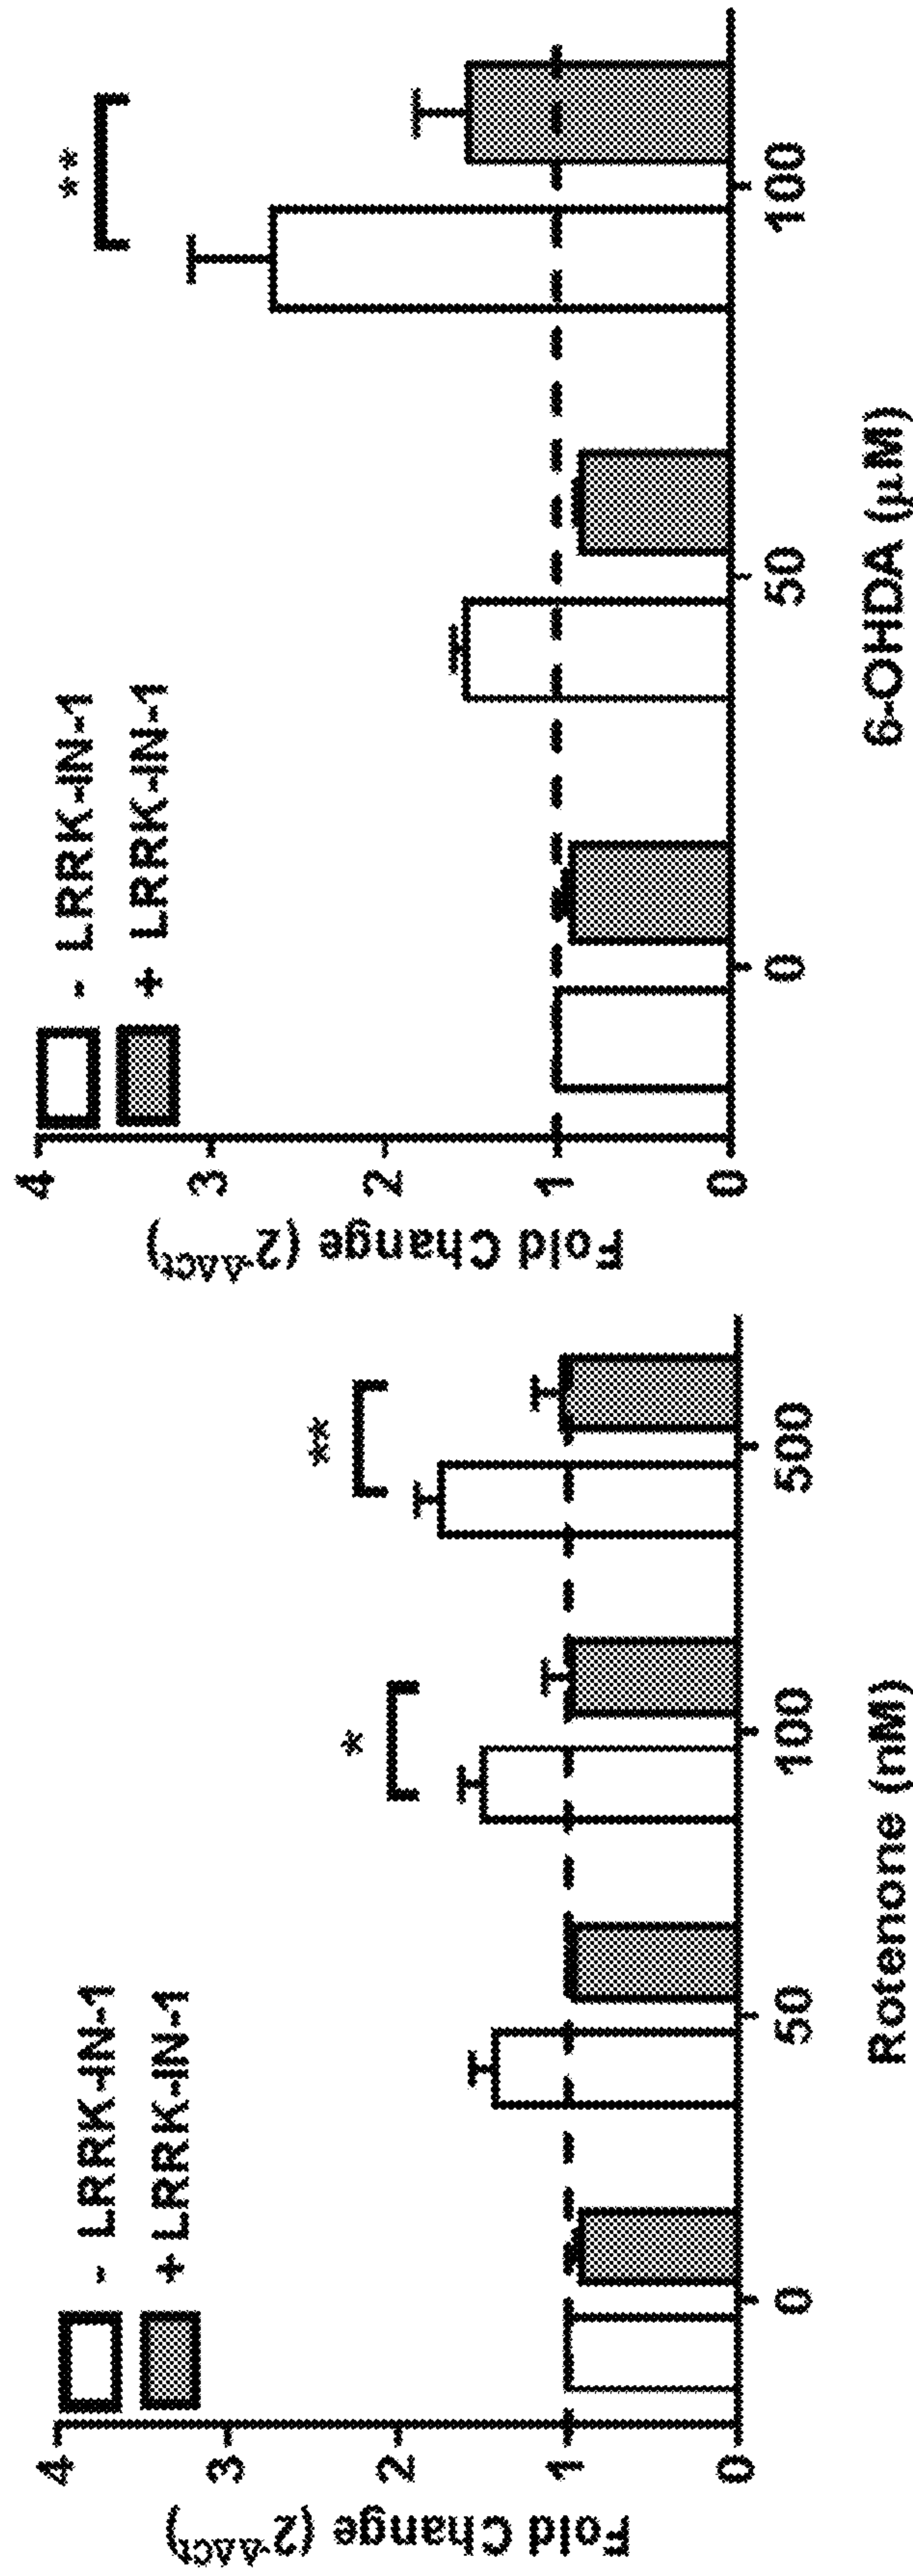 Fold Change (2-ΔΔCt)
4
3
2
1
0
- LRRK-IN-1
+ LRRK-IN-1
*
**
0
50
100
500
Rotenone (nM)
Fold Change (2-ΔΔCt)
4
3
2
1
0
- LRRK-IN-1
+ LRRK-IN-1
**
0
50
100
6-OHDA (μM)